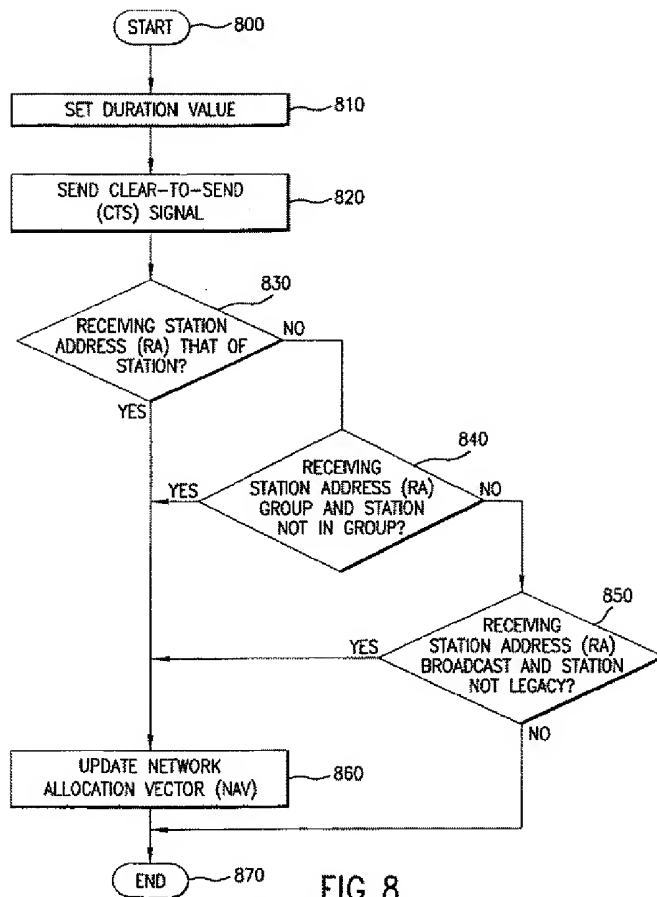 START
800
SET DURATION VALUE
810
SEND CLEAR-TO-SEND
(CTS) SIGNAL
820
830
RECEIVING STATION
ADDRESS (RA) THAT OF
STATION?
NO
YES
840
RECEIVING
STATION ADDRESS (RA)
GROUP AND STATION
NOT IN GROUP?
YES
NO
850
RECEIVING
STATION ADDRESS (RA)
BROADCAST AND STATION
NOT LEGACY?
YES
NO
UPDATE NETWORK
ALLOCATION VECTOR (NAV)
860
END
870
FIG 8